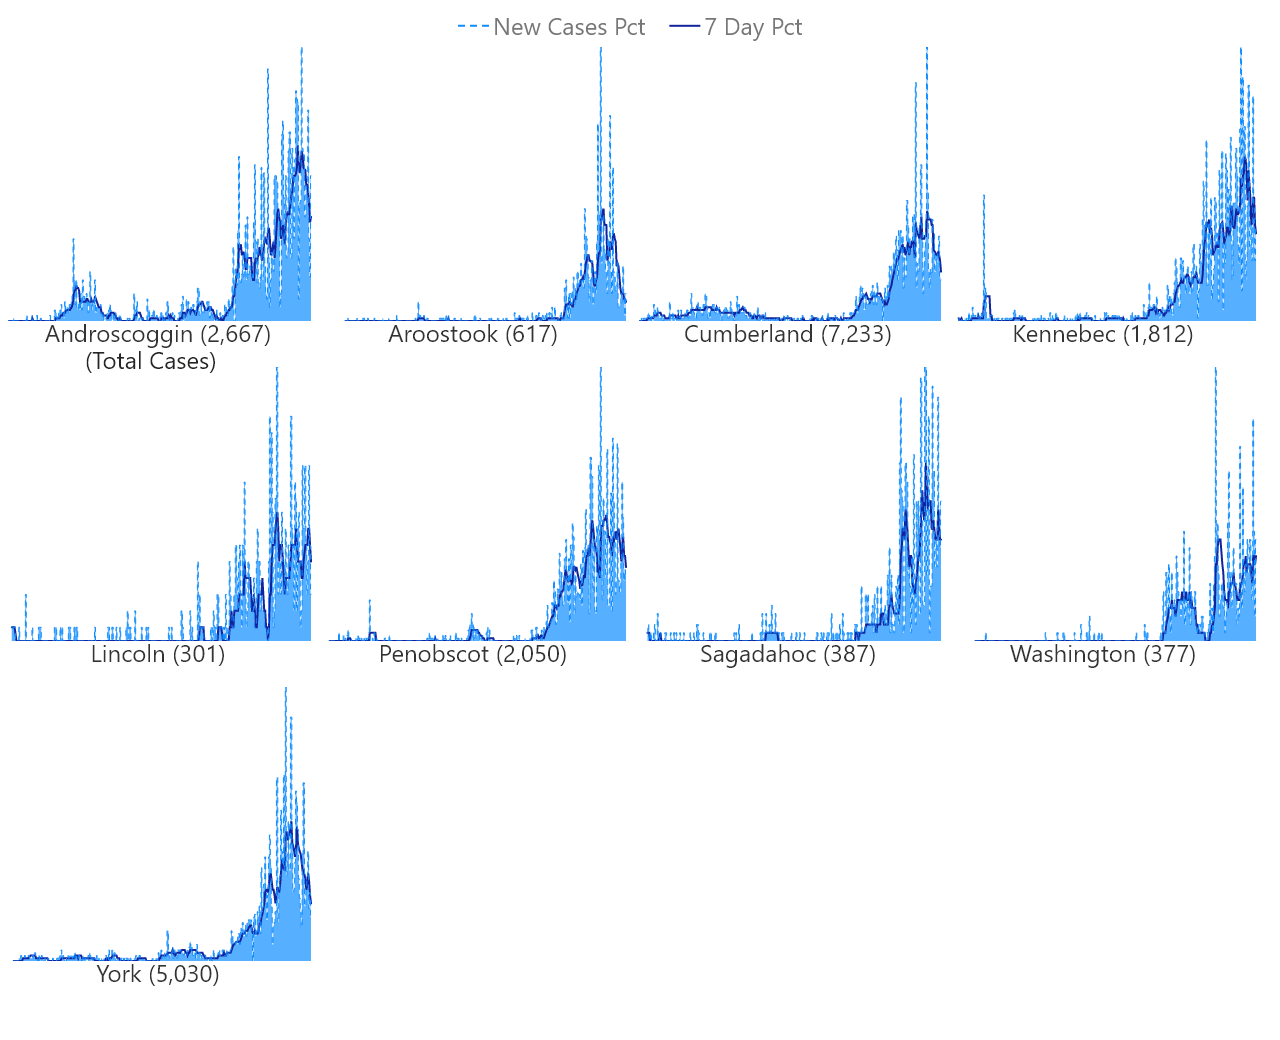 New Cases Pct 7 Day Pct
Androscoggin (2,667)
(Total Cases)
Aroostook (617)
Cumberland (7,233)
Kennebec (1,812)
Lincoln (301)
Penobscot (2,050)
Sagadahoc (387)
Washington (377)
York (5,030)